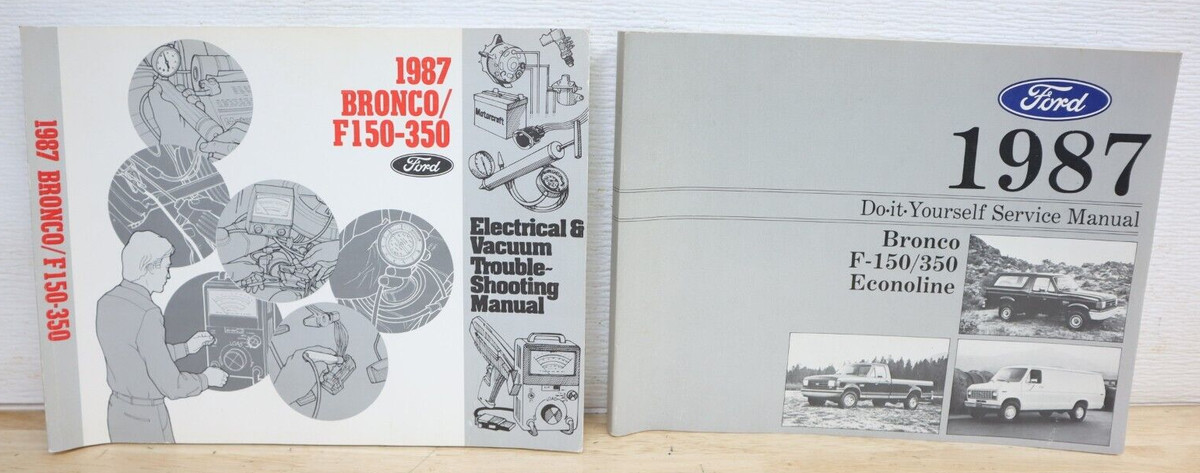 1987 BRONCO/F150-350
1987
BRONCO/
F150-350
Ford
Motorcraft
Electrical &
Vacuum
Trouble-
Shooting
Manual
Ford
1987
Do-it-Yourself Service Manual
Bronco
F-150/350
Econoline